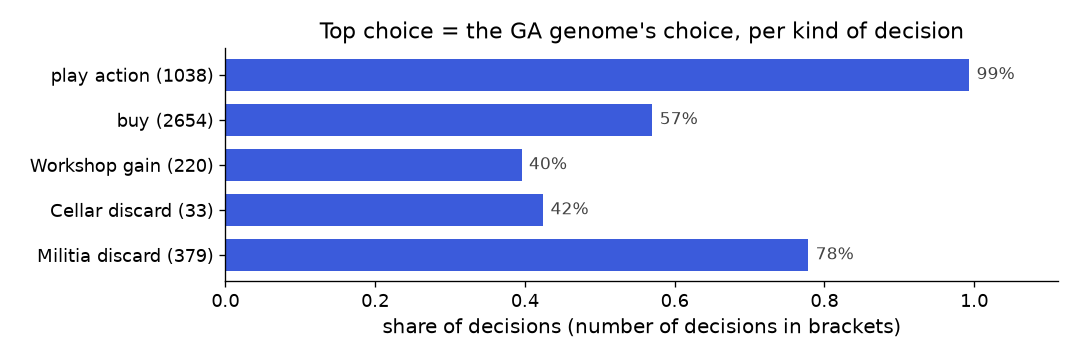 Top choice = the GA genome's choice, per kind of decision
play action (1038)
99%
buy (2654)
57%
Workshop gain (220)
40%
Cellar discard (33)
42%
Militia discard (379)
78%
0.0 0.2 0.4 0.6 0.8 1.0
share of decisions (number of decisions in brackets)